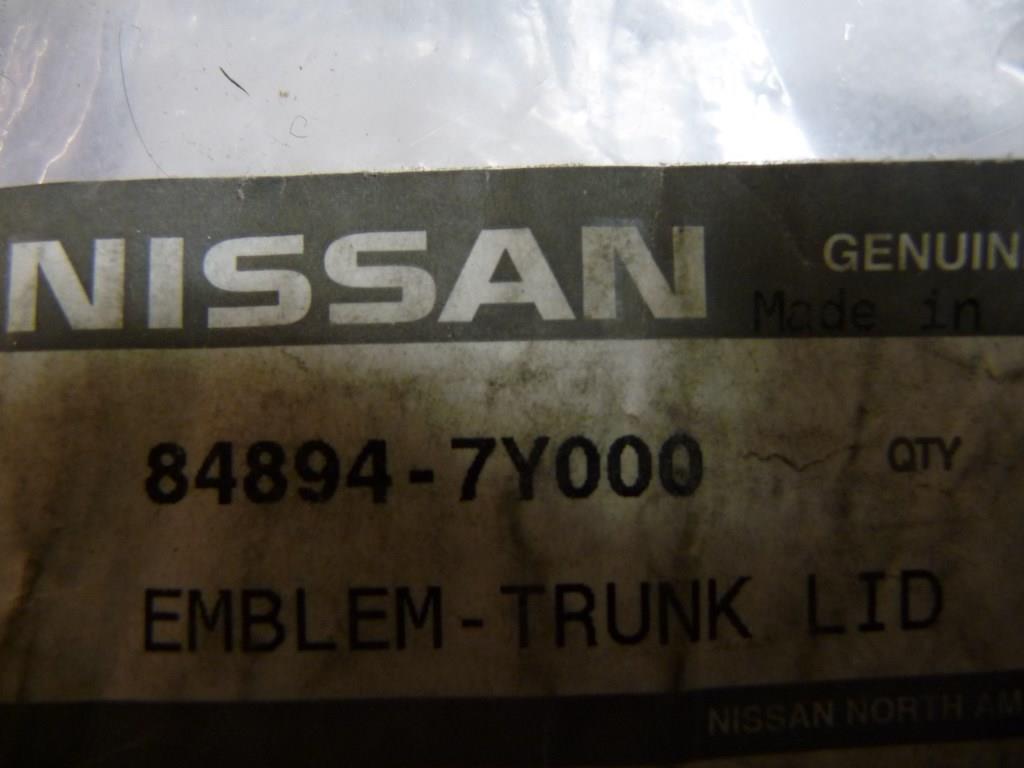 NISSAN GENUIN
Made in
84894-7Y000 QTY
EMBLEM-TRUNK LID
NISSAN NORTH AM